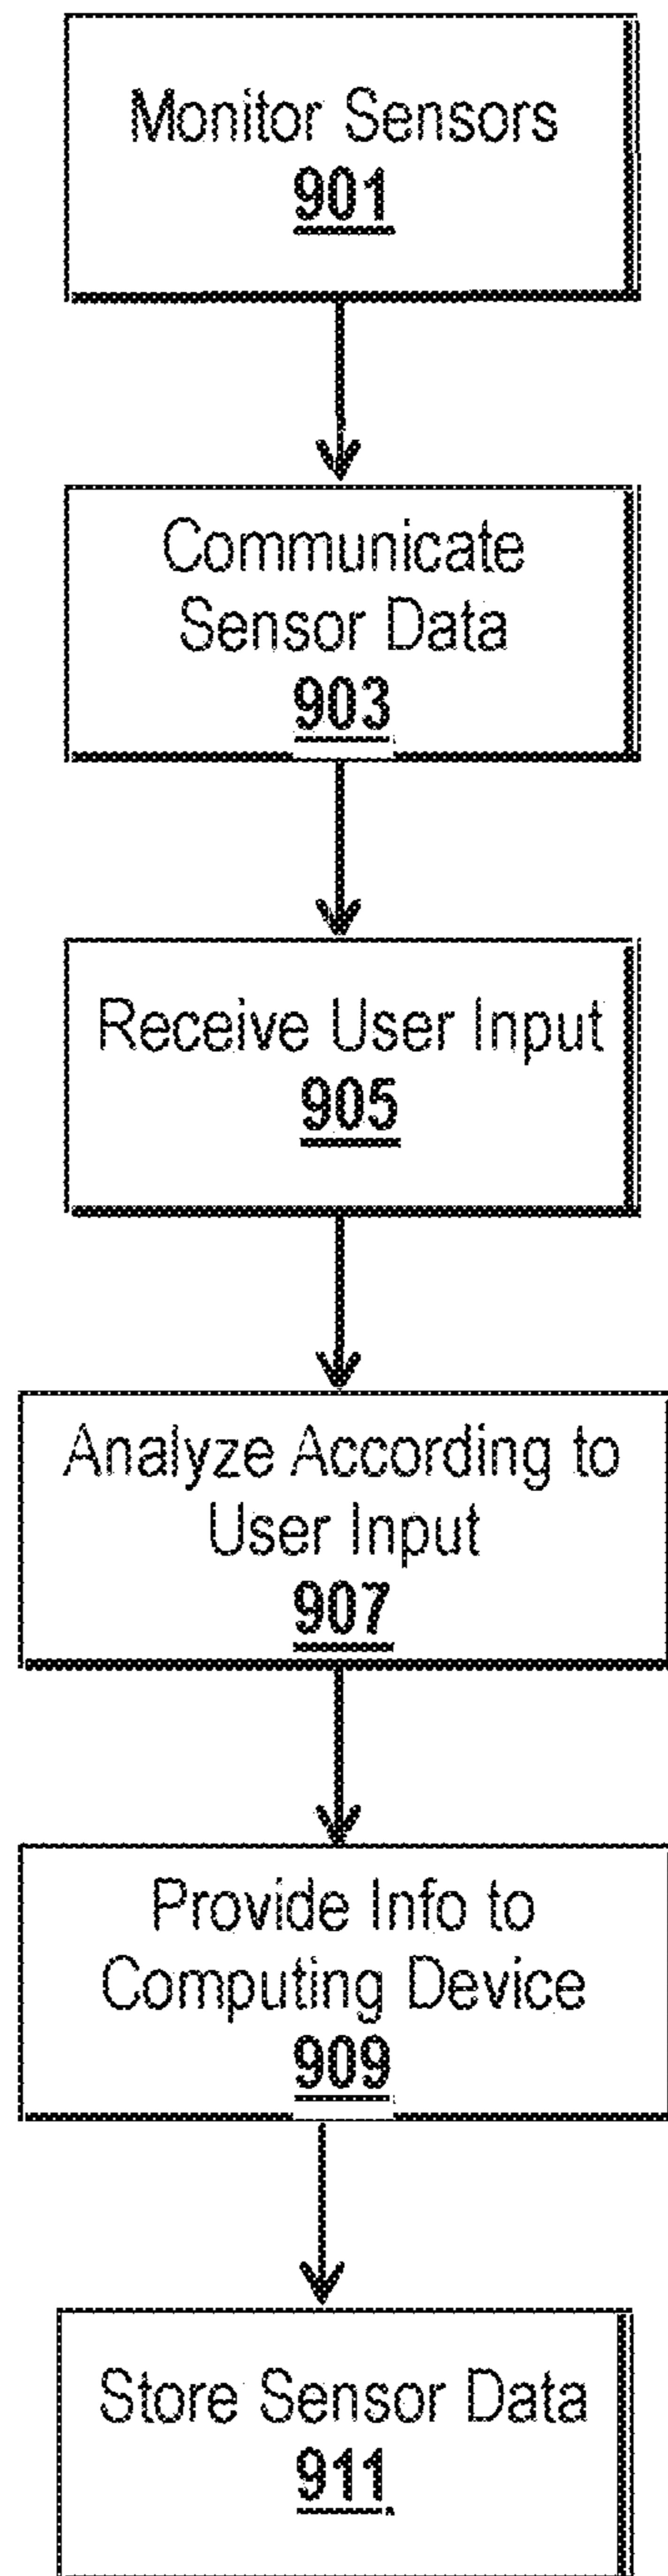 Monitor Sensors
901
Communicate
Sensor Data
903
Receive User Input
905
Analyze According to
User Input
907
Provide Info to
Computing Device
909
Store Sensor Data
911